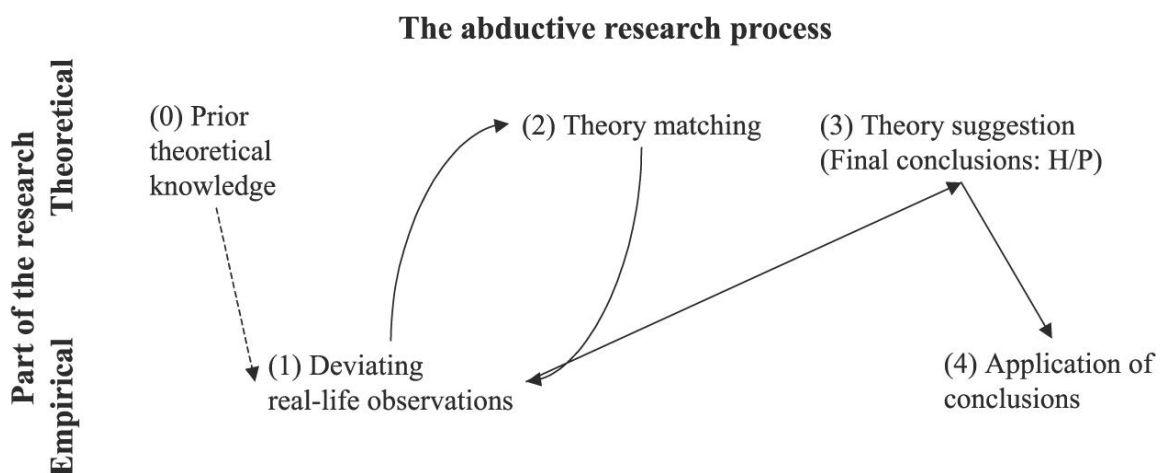 The abductive research process
Part of the research
Theoretical
Empirical
(0) Prior
theoretical
knowledge
(2) Theory matching
(3) Theory suggestion
(Final conclusions: H/P)
(1) Deviating
real-life observations
(4) Application of
conclusions